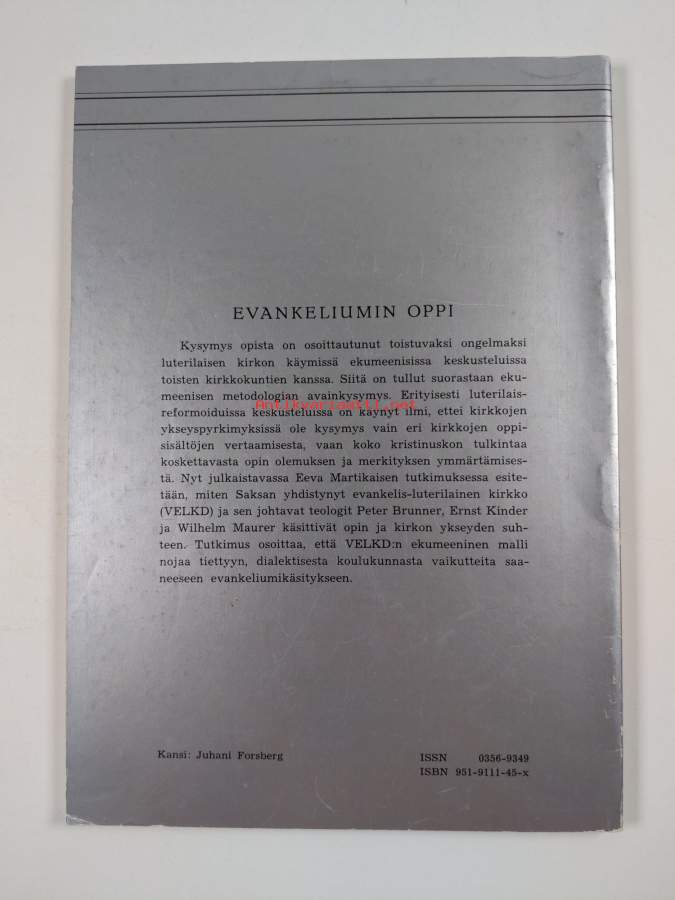 EVANKELIUMIN OPPI
Kysymys opista on osoittautunut toistuvaksi ongelmaksi
luterilaisen kirkon käymissä ekumeenisissa keskusteluissa
toisten kirkkokuntien kanssa. Siitä on tullut suorastaan eku-
meenisen metodologian avainkysymys. Erityisesti luterilais-
reformoiduissa keskusteluissa on käynyt ilmi, ettei kirkkojen
ykseyspyrkimyksissä ole kysymys vain eri kirkkojen oppi-
sisältöjen vertaamisesta, vaan koko kristinuskon tulkintaa
koskettavasta opin olemuksen ja merkityksen ymmärtämises-
tä. Nyt julkaistavassa Eeva Martikaisen tutkimuksessa esite-
tään, miten Saksan yhdistynyt evankelis-luterilainen kirkko
(VELKD) ja sen johtavat teologit Peter Brunner, Ernst Kinder
ja Wilhelm Maurer käsittivät opin ja kirkon ykseyden suh-
teen. Tutkimus osoittaa, että VELKD:n ekumeeninen malli
nojaa tiettyyn, dialektisesta koulukunnasta vaikutteita saa-
neeseen evankeliumikäsitykseen.
Antikvariaatti.net
Kansi: Juhani Forsberg
ISSN 0356-9349
ISBN 951-9111-45-x